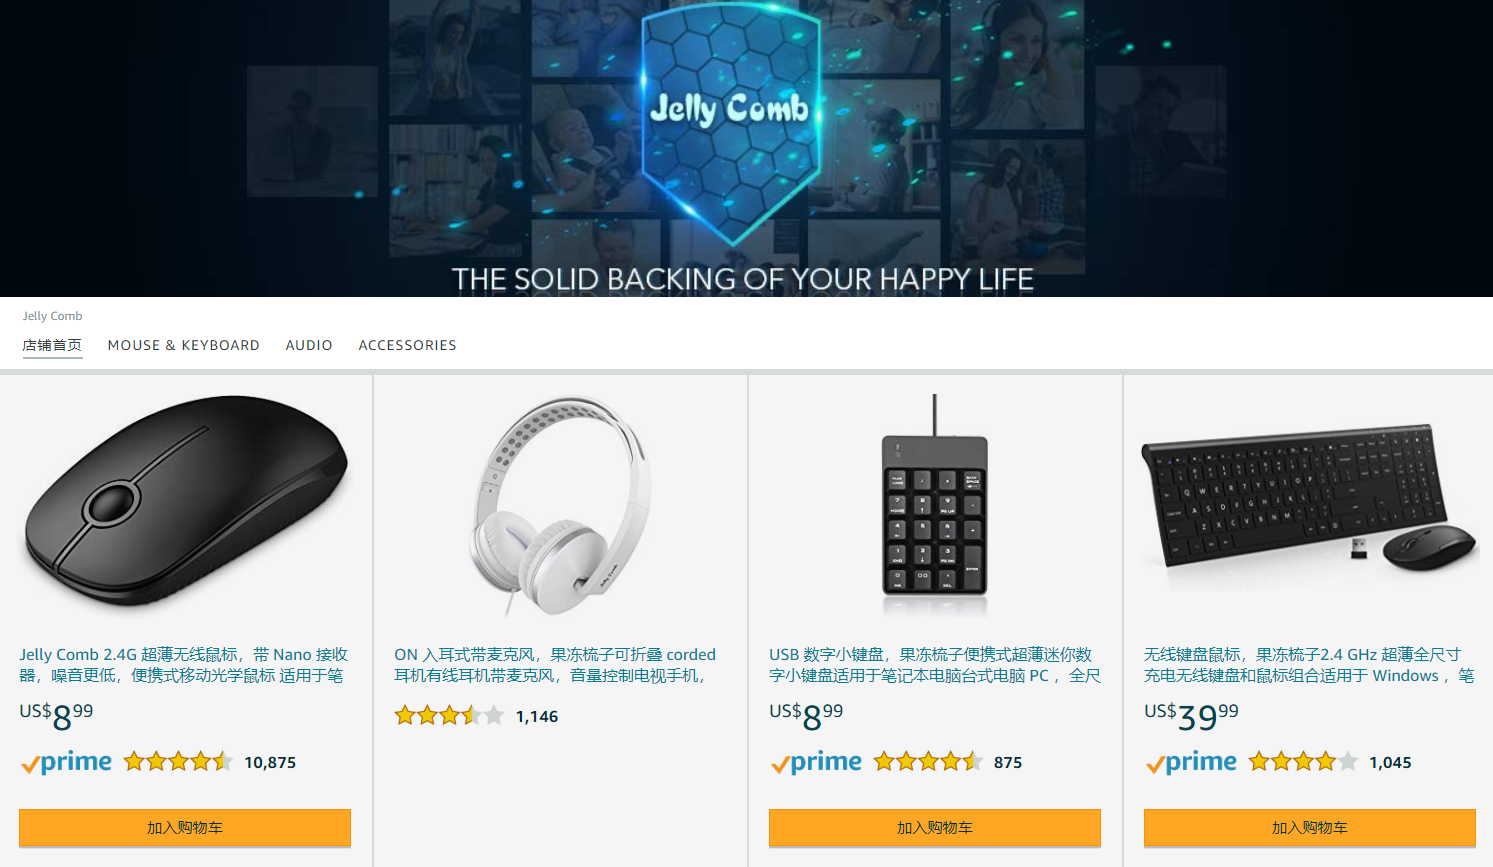 Jelly Comb
THE SOLID BACKING OF YOUR HAPPY LIFE
Jelly Comb
店铺首页 MOUSE & KEYBOARD AUDIO ACCESSORIES
Jelly Comb 2.4G 超薄无线鼠标，带 Nano 接收
器，噪音更低，便携式移动光学鼠标 适用于笔
US$899
prime 10,875
加入购物车
Jelly Comb
ON 入耳式带麦克风，果冻梳子可折叠 corded
耳机有线耳机带麦克风，音量控制电视手机，
1,146
USB 数字小键盘，果冻梳子便携式超薄迷你数
字小键盘适用于笔记本电脑台式电脑 PC ，全尺
US$899
prime 875
加入购物车
无线键盘鼠标，果冻梳子2.4 GHz 超薄全尺寸
充电无线键盘和鼠标组合适用于 Windows ，笔
US$3999
prime 1,045
加入购物车